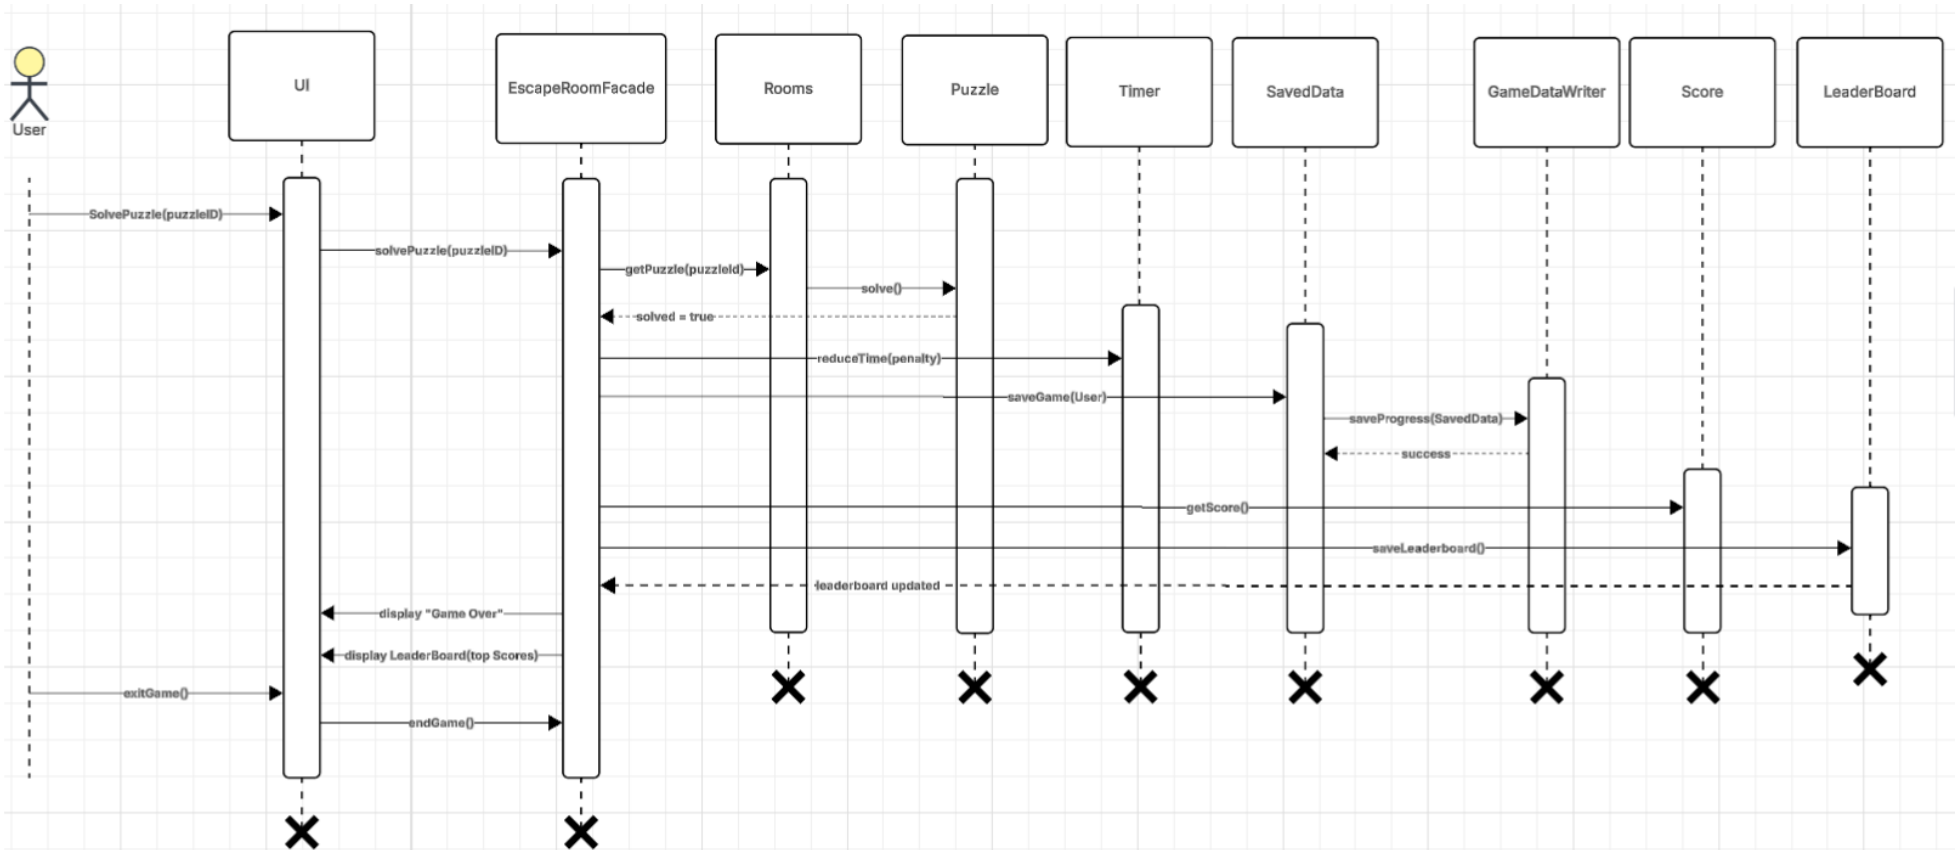 User
UI
EscapeRoomFacade
Rooms
Puzzle
Timer
SavedData
GameDataWriter
Score
LeaderBoard
SolvePuzzle(puzzleID)
solvePuzzle(puzzleID)
getPuzzle(puzzleId)
solve()
solved = true
reduceTime(penalty)
saveGame(User)
saveProgress(SavedData)
success
getScore()
saveLeaderboard()
leaderboard updated
display "Game Over"
display LeaderBoard(top Scores)
exitGame()
endGame()